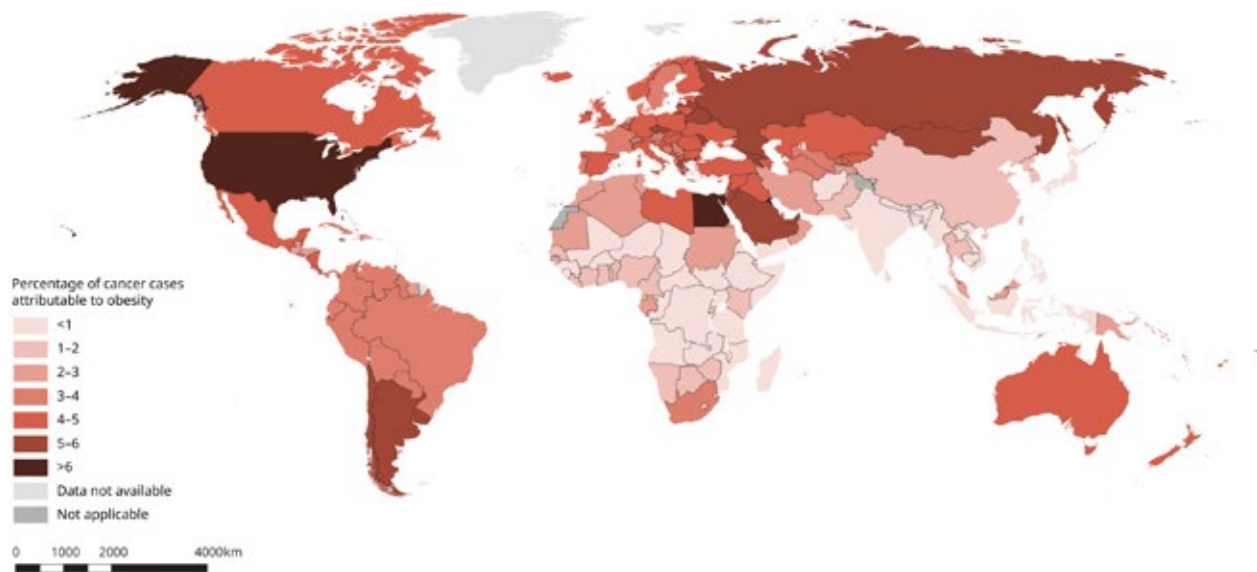 Percentage of cancer cases
attributable to obesity
<1
1–2
2–3
3–4
4–5
5–6
>6
Data not available
Not applicable
0 1000 2000 4000km